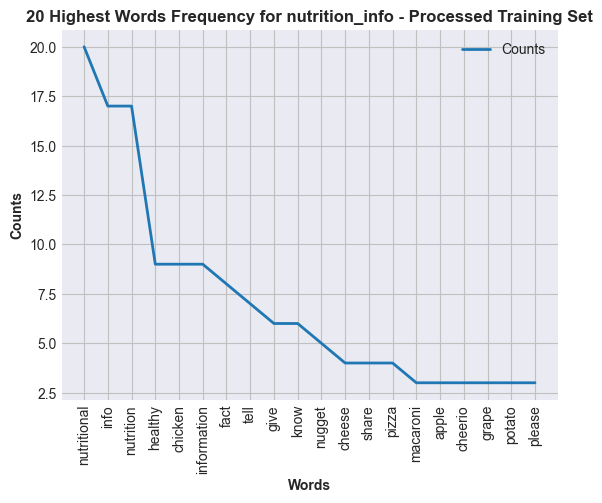 20 Highest Words Frequency for nutrition_info - Processed Training Set
Counts
20.0
17.5
15.0
12.5
10.0
7.5
5.0
2.5
Counts
nutritional
info
nutrition
healthy
chicken
information
fact
tell
give
know
nugget
cheese
share
pizza
macaroni
apple
cheerio
grape
potato
please
Words